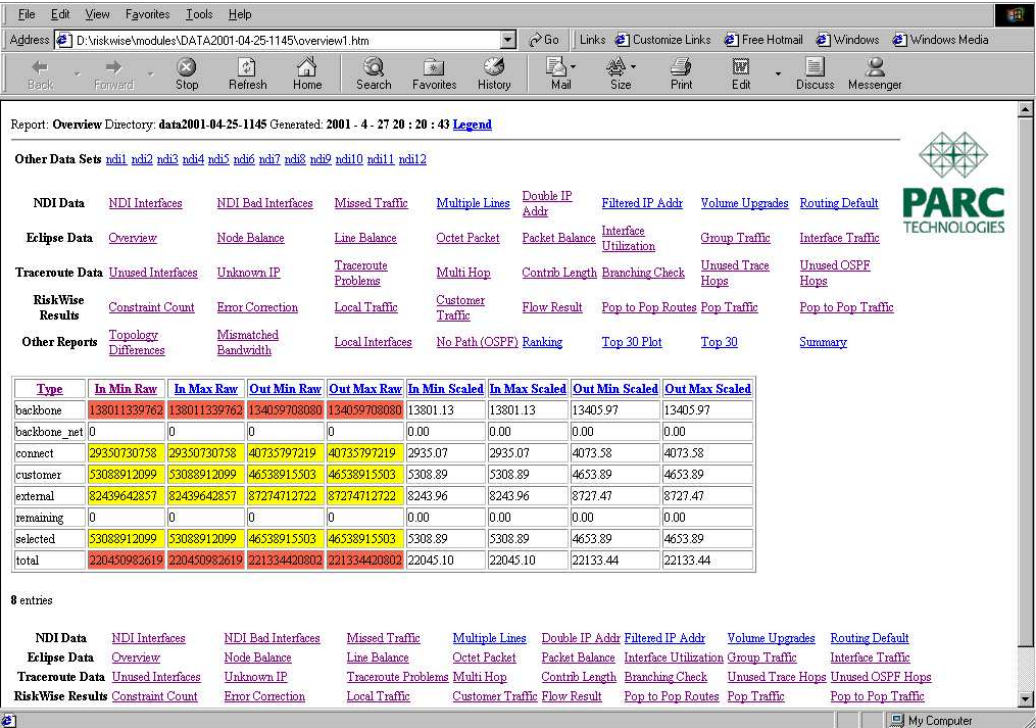 File Edit View Favorites Tools Help
Address D:\riskwise\modules\DATA2001-04-25-1145\overview1.htm Go Links Customize Links Free Hotmail Windows Windows Media
Back Forward Stop Refresh Home Search Favorites History Mail Size Print Edit Discuss Messenger
Report: Overview Directory: data2001-04-25-1145 Generated: 2001 - 4 - 27 20 : 20 : 43 Legend
Other Data Sets ndi1 ndi2 ndi3 ndi4 ndi5 ndi6 ndi7 ndi8 ndi9 ndi10 ndi11 ndi12
PARC
TECHNOLOGIES
NDI Data NDI Interfaces NDI Bad Interfaces Missed Traffic Multiple Lines Double IP Addr Filtered IP Addr Volume Upgrades Routing Default
Eclipse Data Overview Node Balance Line Balance Octet Packet Packet Balance Interface Utilization Group Traffic Interface Traffic
Traceroute Data Unused Interfaces Unknown IP Traceroute Problems Multi Hop Contrib Length Branching Check Unused Trace Hops Unused OSPF Hops
RiskWise Results Constraint Count Error Correction Local Traffic Customer Traffic Flow Result Pop to Pop Routes Pop Traffic Pop to Pop Traffic
Other Reports Topology Differences Mismatched Bandwidth Local Interfaces No Path (OSPF) Ranking Top 30 Plot Top 30 Summary
Type In Min Raw In Max Raw Out Min Raw Out Max Raw In Min Scaled In Max Scaled Out Min Scaled Out Max Scaled
backbone 138011339762 138011339762 134059708080 134059708080 13801.13 13801.13 13405.97 13405.97
backbone_net 0 0 0 0 0.00 0.00 0.00 0.00
connect 29350730758 29350730758 40735797219 40735797219 2935.07 2935.07 4073.58 4073.58
customer 53088912099 53088912099 46538915503 46538915503 5308.89 5308.89 4653.89 4653.89
external 82439642857 82439642857 87274712722 87274712722 8243.96 8243.96 8727.47 8727.47
remaining 0 0 0 0 0.00 0.00 0.00 0.00
selected 53088912099 53088912099 46538915503 46538915503 5308.89 5308.89 4653.89 4653.89
total 220450982619 220450982619 221334420802 221334420802 22045.10 22045.10 22133.44 22133.44
8 entries
NDI Data NDI Interfaces NDI Bad Interfaces Missed Traffic Multiple Lines Double IP Addr Filtered IP Addr Volume Upgrades Routing Default
Eclipse Data Overview Node Balance Line Balance Octet Packet Packet Balance Interface Utilization Group Traffic Interface Traffic
Traceroute Data Unused Interfaces Unknown IP Traceroute Problems Multi Hop Contrib Length Branching Check Unused Trace Hops Unused OSPF Hops
RiskWise Results Constraint Count Error Correction Local Traffic Customer Traffic Flow Result Pop to Pop Routes Pop Traffic Pop to Pop Traffic
My Computer